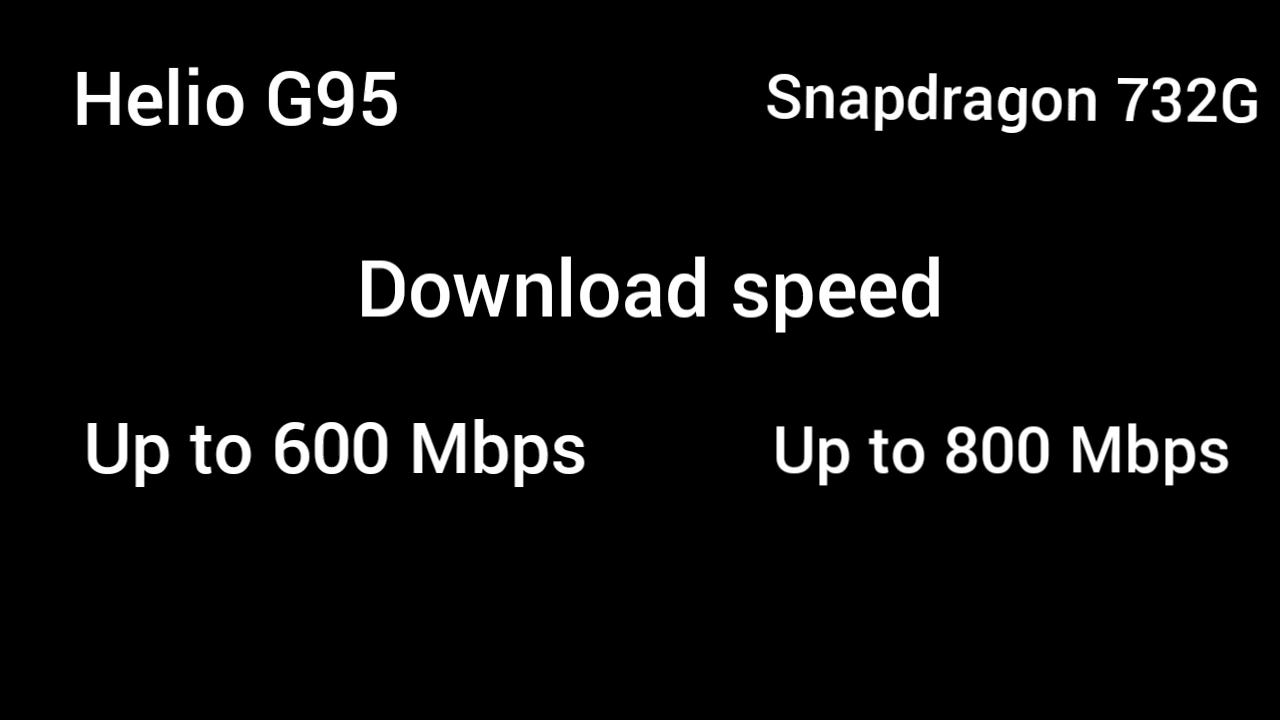 Helio G95
Snapdragon 732G
Download speed
Up to 600 Mbps
Up to 800 Mbps